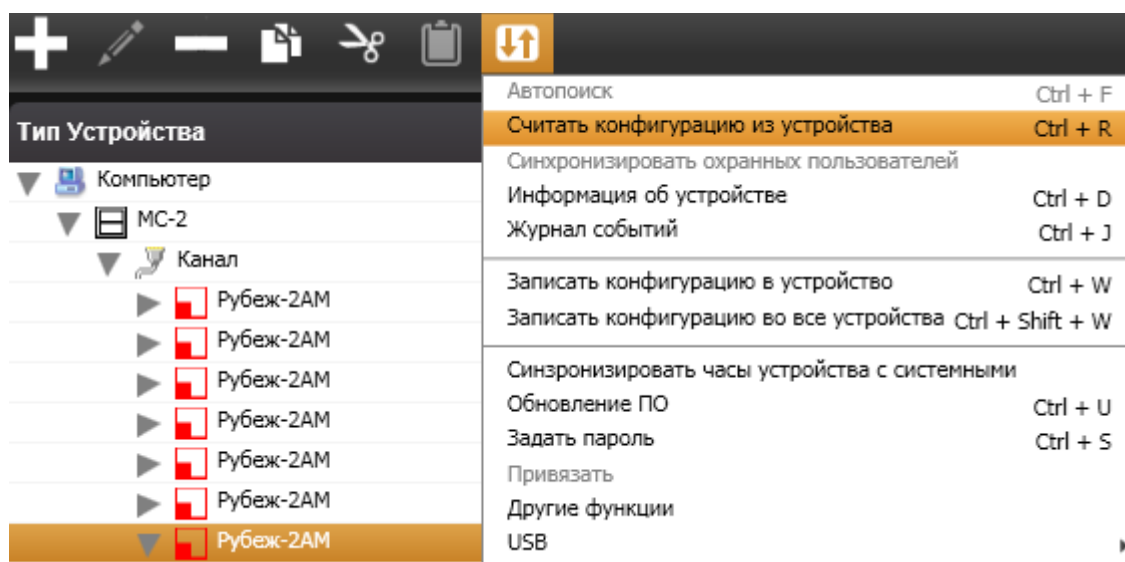 Тип Устройства
Компьютер
МС-2
Канал
Рубеж-2АМ
Рубеж-2АМ
Рубеж-2АМ
Рубеж-2АМ
Рубеж-2АМ
Рубеж-2АМ
Рубеж-2АМ
Автопоиск Ctrl + F
Считать конфигурацию из устройства Ctrl + R
Синхронизировать охранных пользователей
Информация об устройстве Ctrl + D
Журнал событий Ctrl + J
Записать конфигурацию в устройство Ctrl + W
Записать конфигурацию во все устройства Ctrl + Shift + W
Синзронизировать часы устройства с системными
Обновление ПО Ctrl + U
Задать пароль Ctrl + S
Привязать
Другие функции
USB